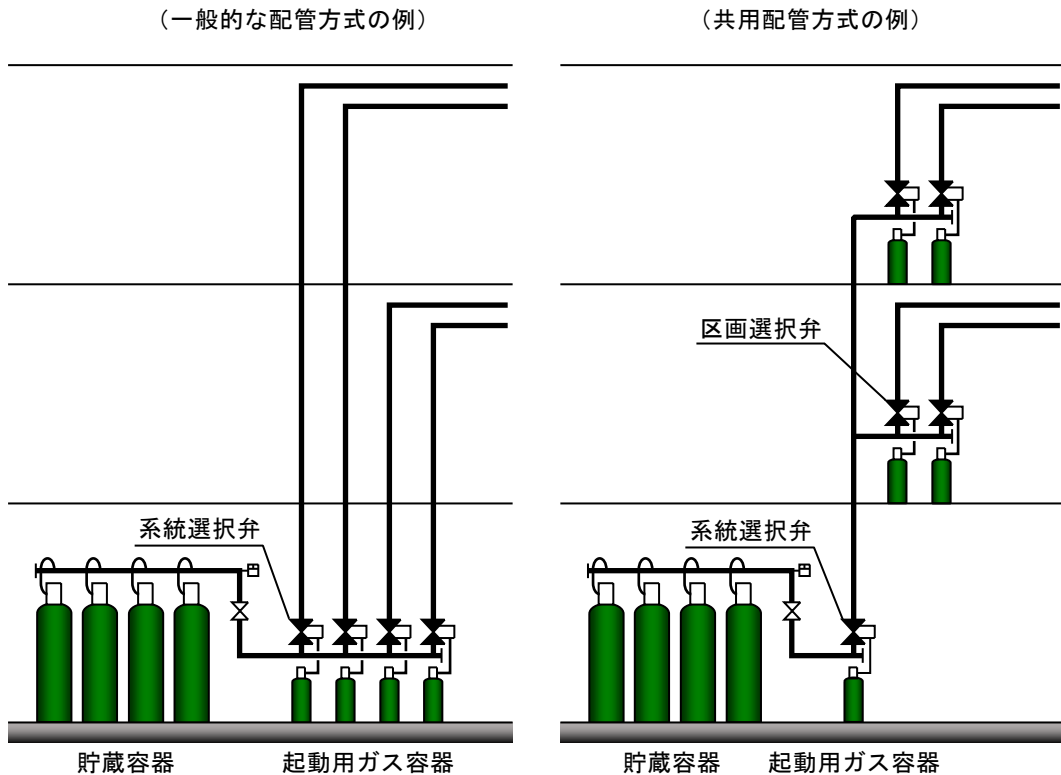 （一般的な配管方式の例）
系統選択弁
貯蔵容器
起動用ガス容器
（共用配管方式の例）
区画選択弁
系統選択弁
貯蔵容器
起動用ガス容器